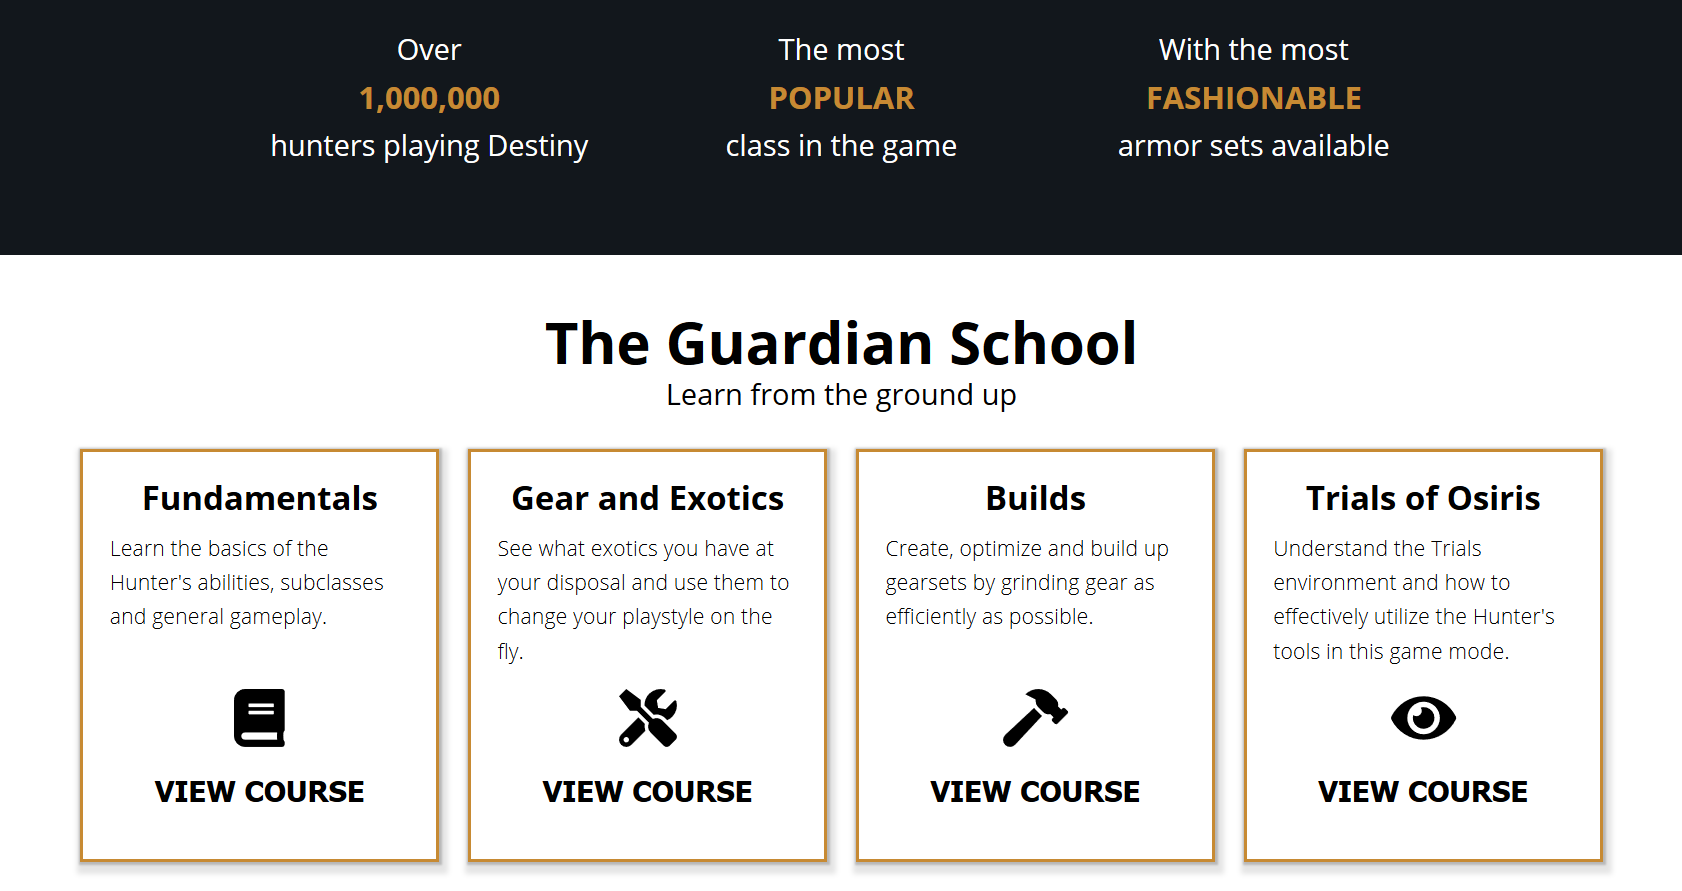 Over
1,000,000
hunters playing Destiny
The most
POPULAR
class in the game
With the most
FASHIONABLE
armor sets available
The Guardian School
Learn from the ground up
Fundamentals
Learn the basics of the
Hunter's abilities, subclasses
and general gameplay.
VIEW COURSE
Gear and Exotics
See what exotics you have at
your disposal and use them to
change your playstyle on the
fly.
VIEW COURSE
Builds
Create, optimize and build up
gearsets by grinding gear as
efficiently as possible.
VIEW COURSE
Trials of Osiris
Understand the Trials
environment and how to
effectively utilize the Hunter's
tools in this game mode.
VIEW COURSE